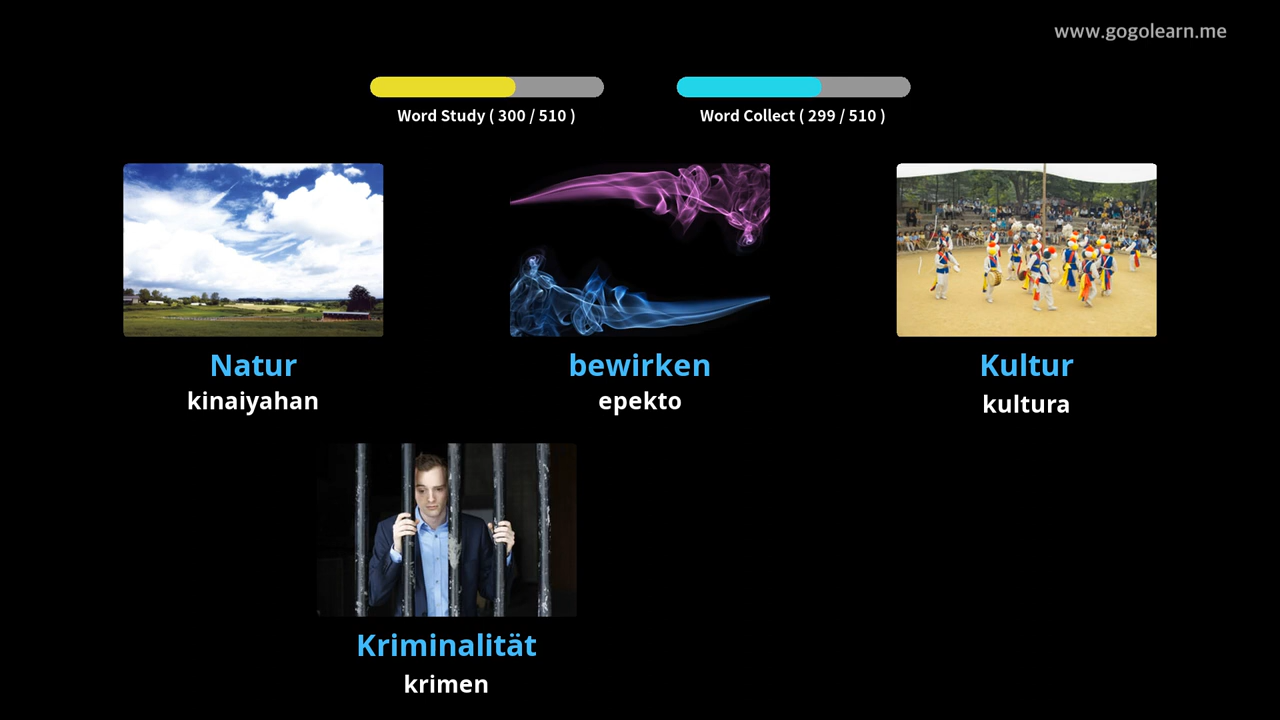 www.gogolearn.me
Word Study ( 300 / 510 )
Word Collect ( 299 / 510 )
Natur
kinaiyahan
bewirken
epekto
Kultur
kultura
Kriminalität
krimen